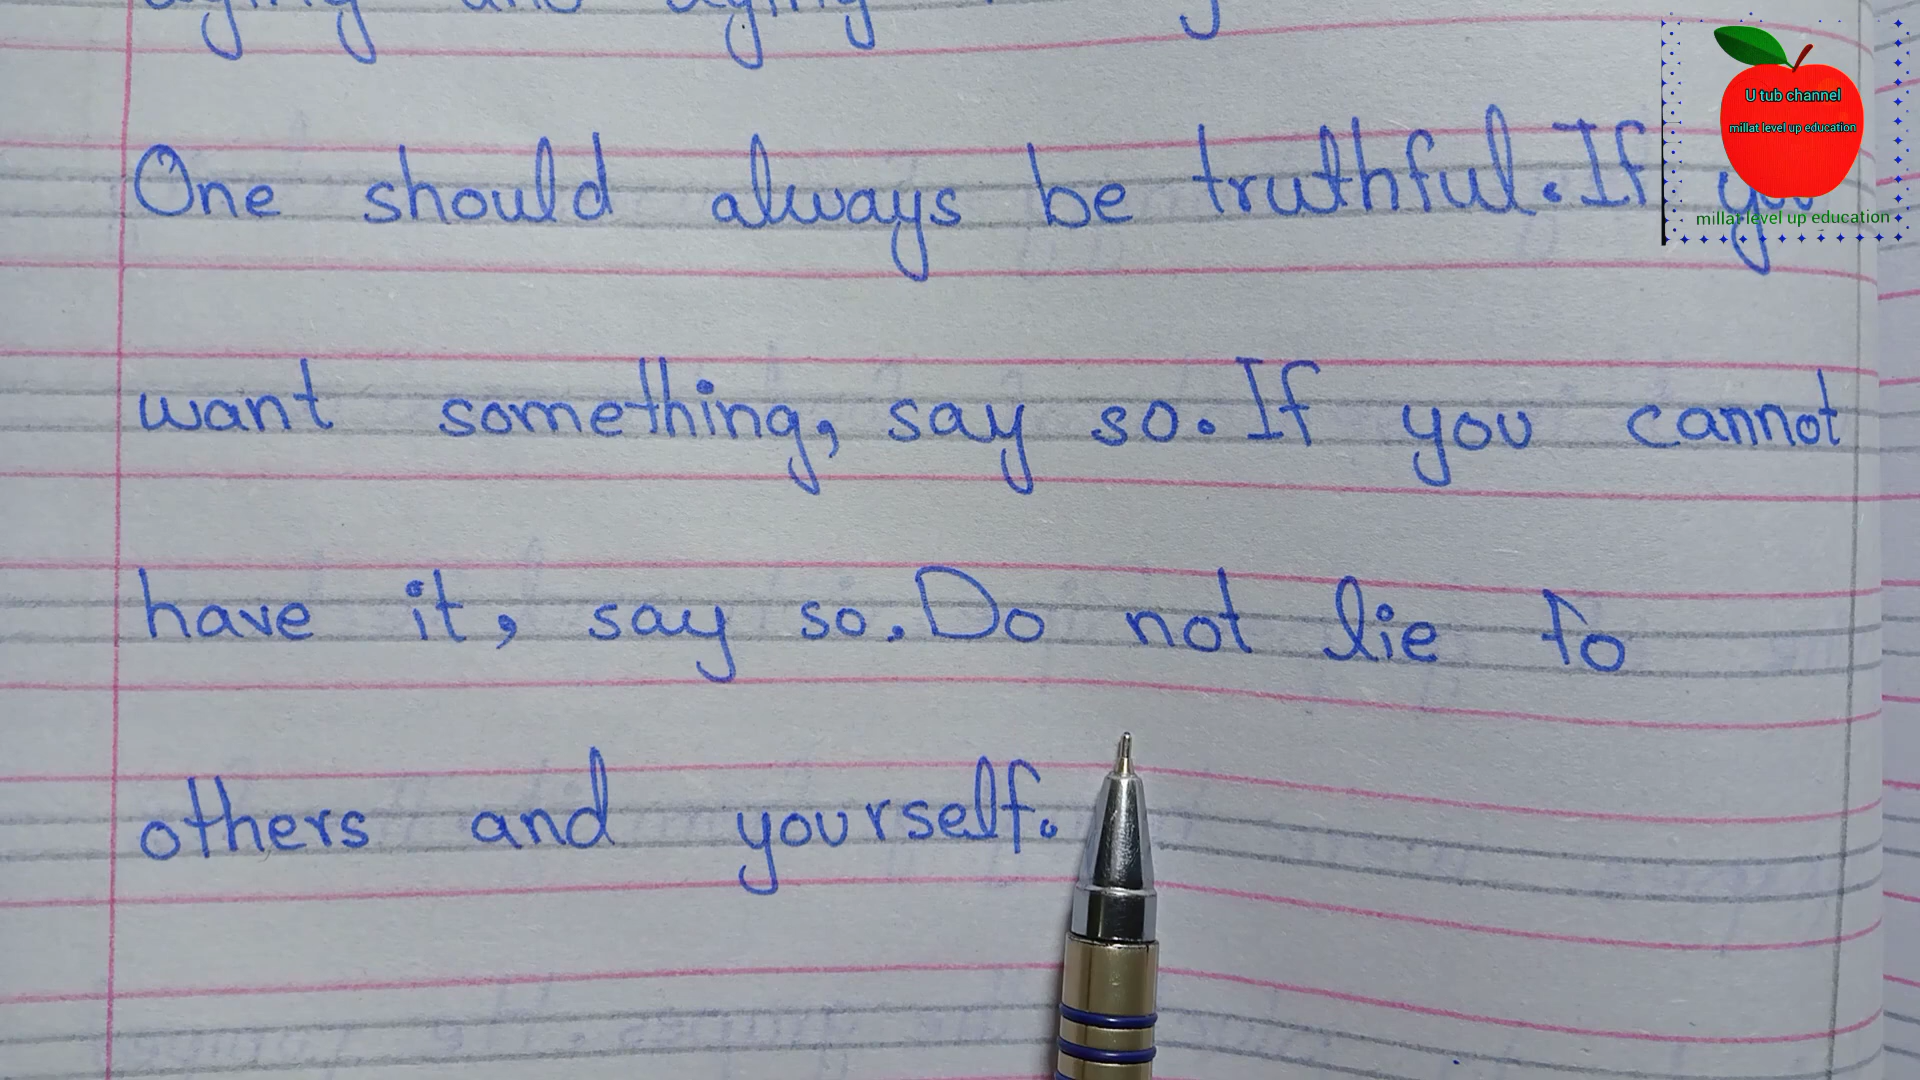 One should always be truthful. If you
want something, say so. If you cannot
have it, say so. Do not lie to
others and yourself.
U tub channel
millat level up education
millat level up education